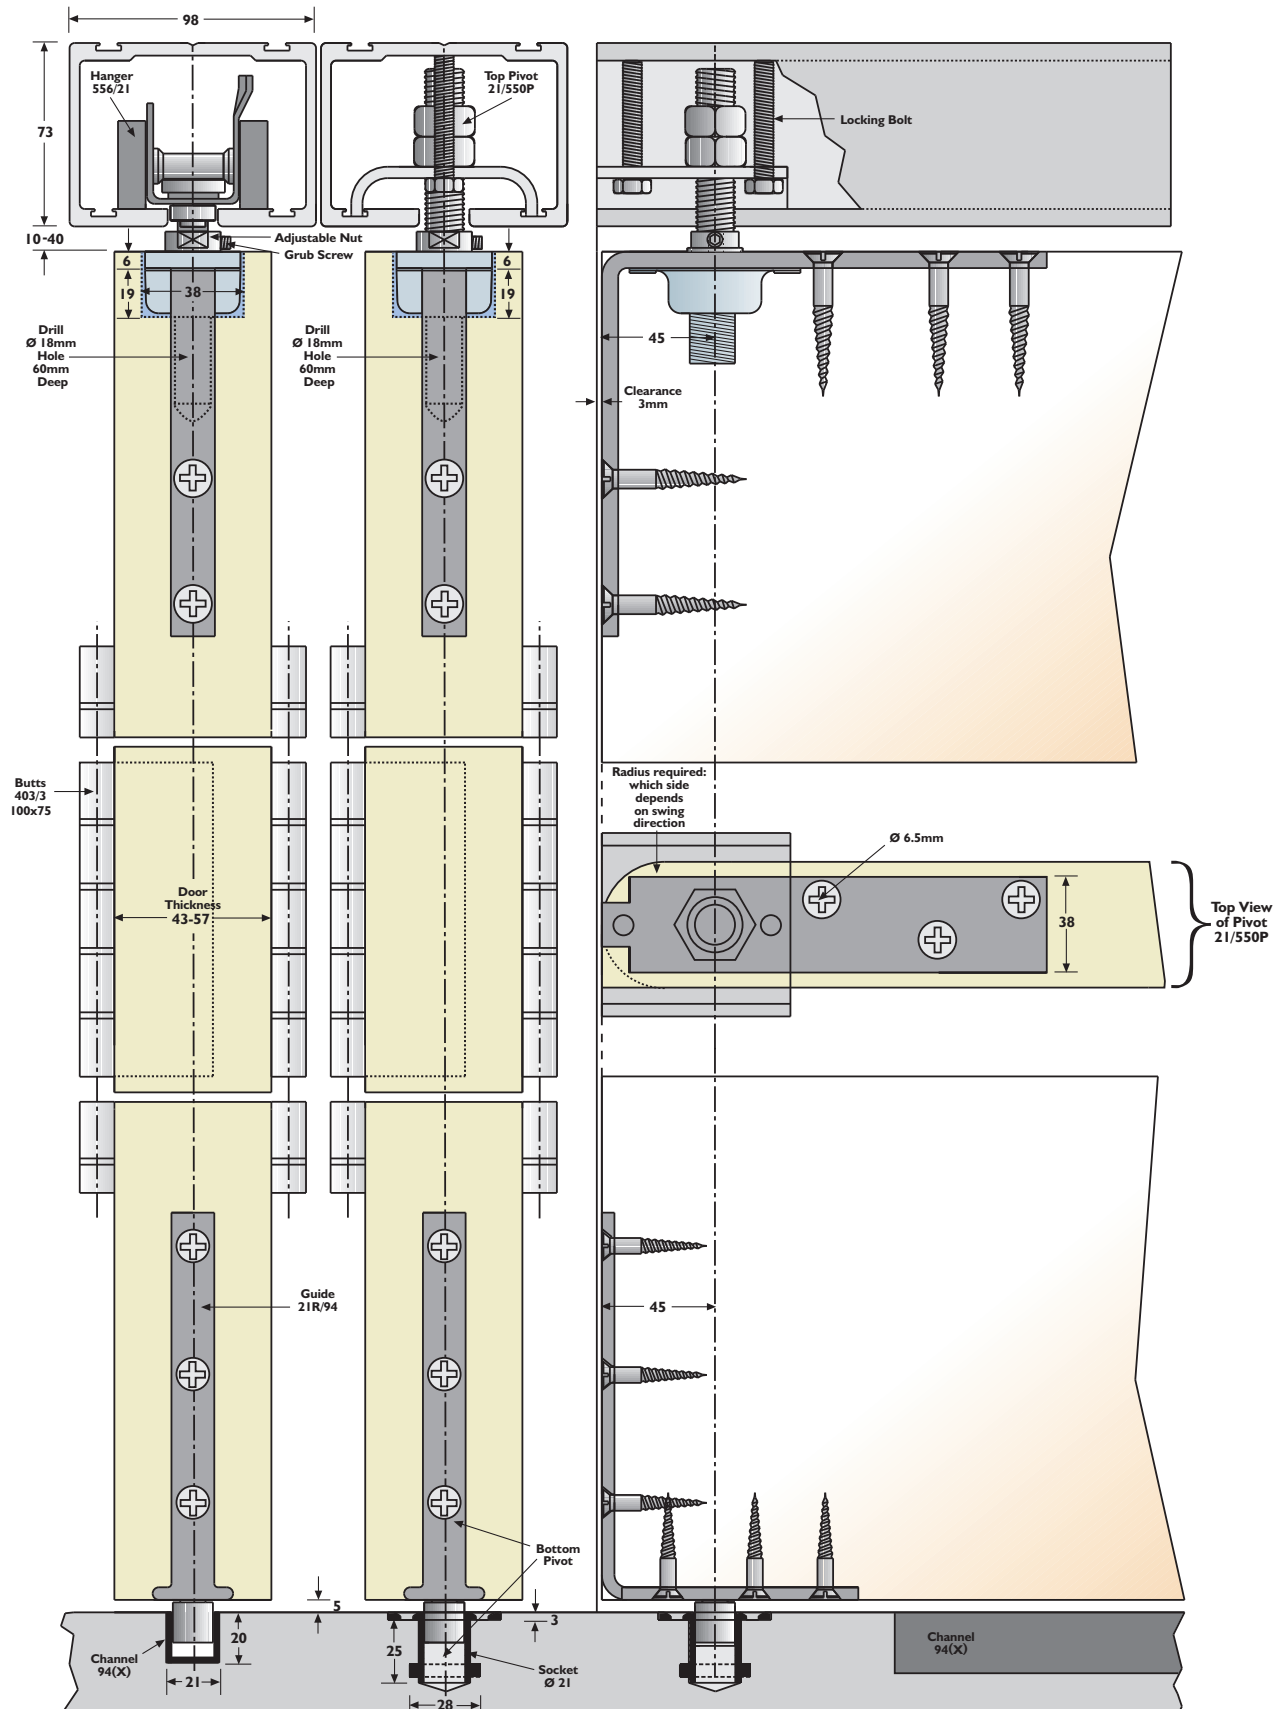 98
Hanger
556/21
Top Pivot
21/550P
73
Locking Bolt
10-40
Adjustable Nut
Grub Screw
6
6
19
38
19
Drill
Ø 18mm
Hole
60mm
Deep
Drill
Ø 18mm
Hole
60mm
Deep
45
Clearance
3mm
Butts
403/3
100x75
Radius required:
which side
depends
on swing
direction
Ø 6.5mm
Door
Thickness
43-57
38
Top View
of Pivot
21/550P
Guide
21R/94
45
Bottom
Pivot
5
3
20
25
Channel
94(X)
21
Socket
Ø 21
28
Channel
94(X)